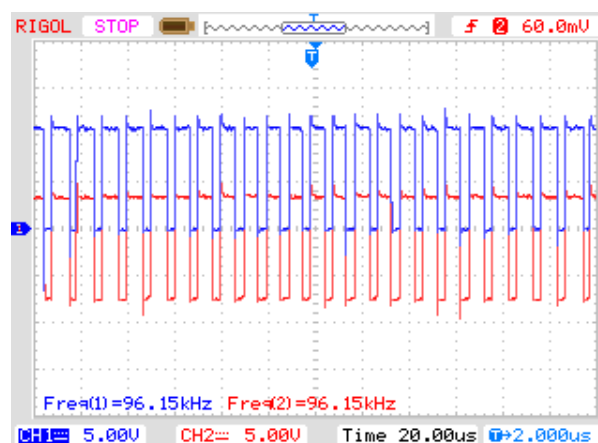 RIGOL STOP T f 2 60.0mV
T
1
Freq(1)=96.15kHz Freq(2)=96.15kHz
CH1 5.00V CH2 5.00V Time 20.00us T→2.000us